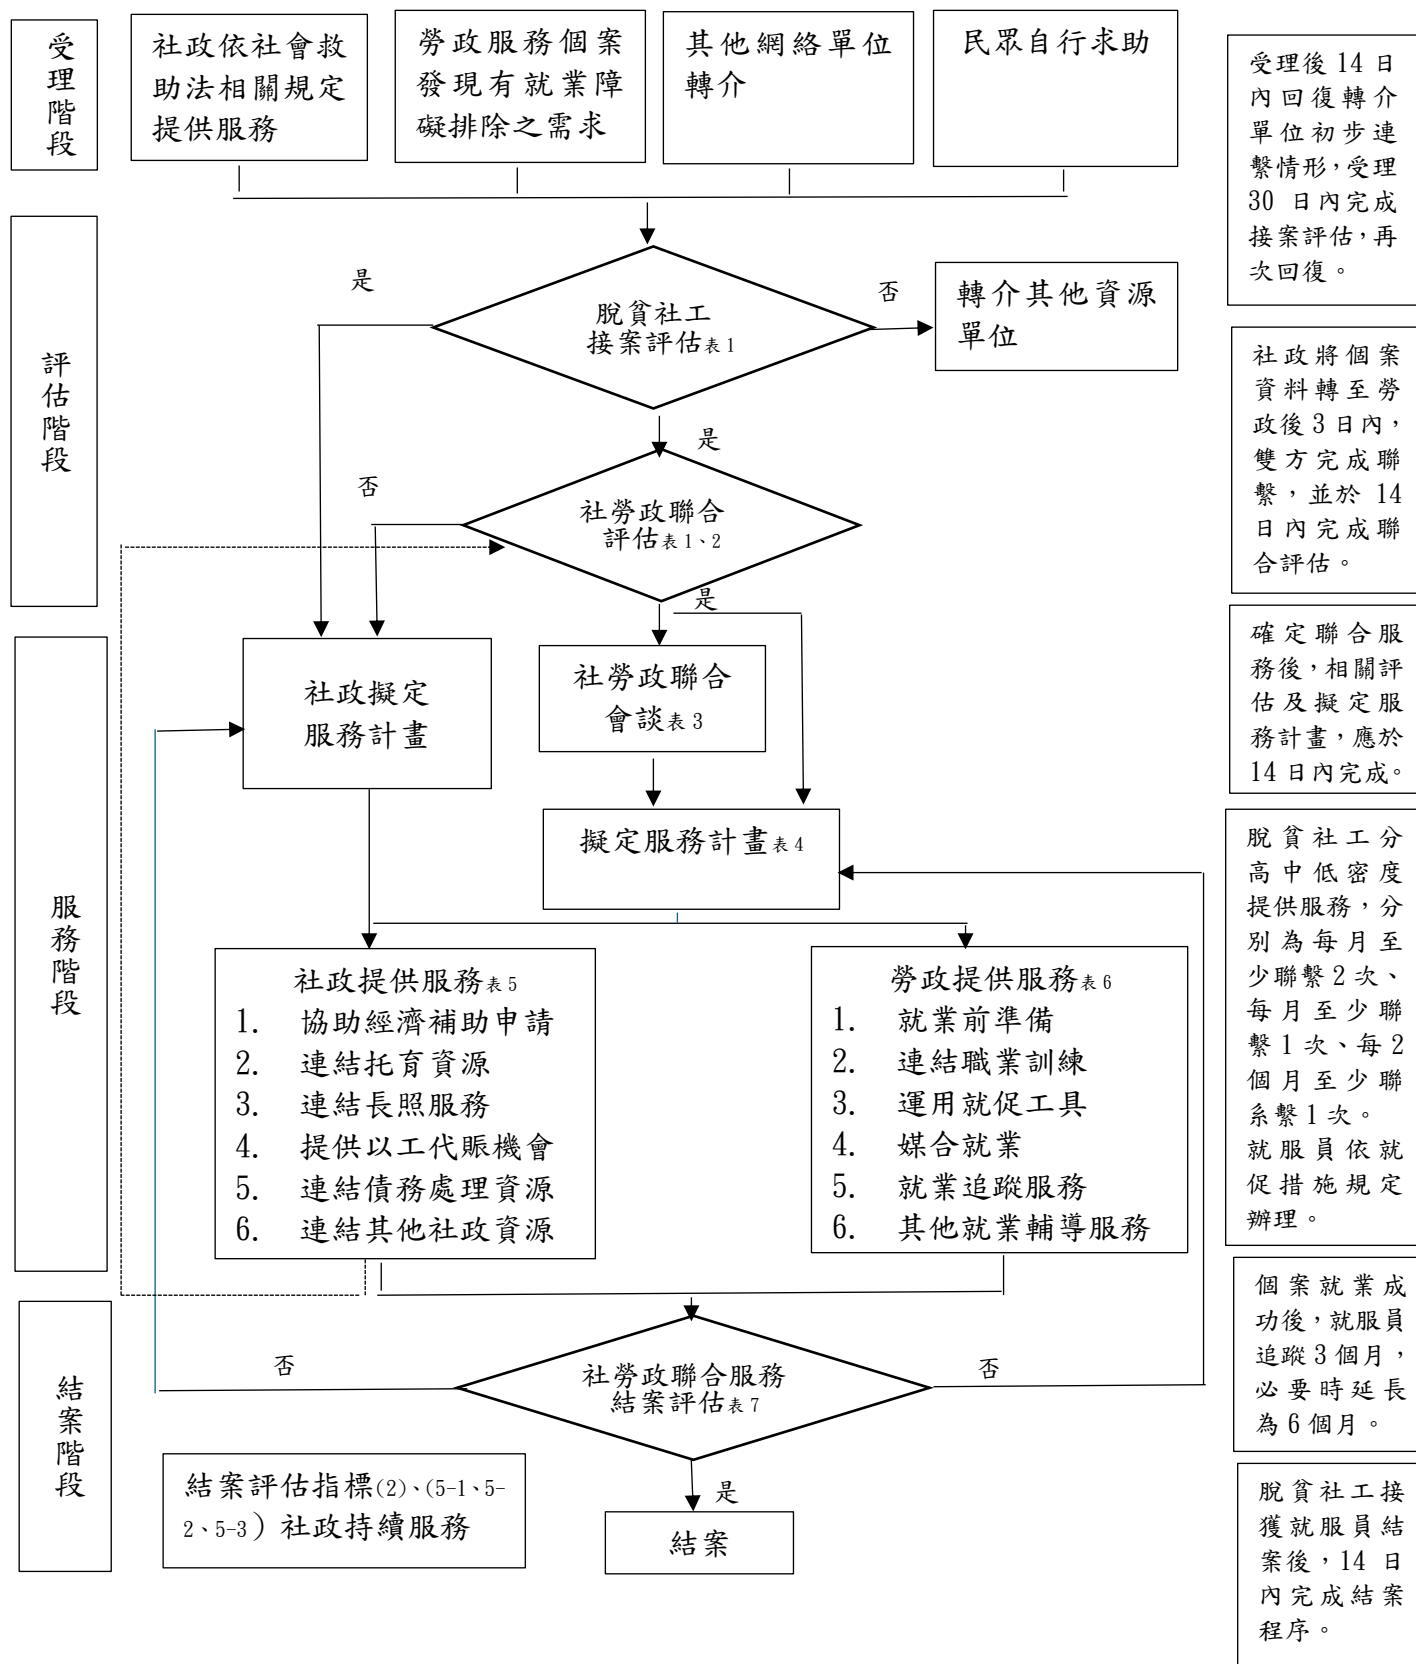 受理階段
社政依社會救
助法相關規定
提供服務
勞政服務個案
發現有就業障
礙排除之需求
其他網絡單位
轉介
民眾自行求助
受理後 14 日
內回復轉介
單位初步連
繫情形，受理
30 日內完成
接案評估，再
次回復。
評估階段
是
脫貧社工
接案評估表 1
否
轉介其他資源
單位
是
否
社勞政聯合
評估表 1、2
是
社政將個案
資料轉至勞
政後 3 日內，
雙方完成聯
繫，並於 14
日內完成聯
合評估。
服務階段
社政擬定
服務計畫
社勞政聯合
會談表 3
擬定服務計畫表 4
確定聯合服
務後，相關評
估及擬定服
務計畫，應於
14 日內完成。
社政提供服務表 5
1. 協助經濟補助申請
2. 連結托育資源
3. 連結長照服務
4. 提供以工代賑機會
5. 連結債務處理資源
6. 連結其他社政資源
勞政提供服務表 6
1. 就業前準備
2. 連結職業訓練
3. 運用就促工具
4. 媒合就業
5. 就業追蹤服務
6. 其他就業輔導服務
脫貧社工分
高中低密度
提供服務，分
別為每月至
少聯繫 2 次、
每月至少聯
繫 1 次、每 2
個月至少聯
系繫 1 次。
就服員依就
促措施規定
辦理。
結案階段
否
社勞政聯合服務
結案評估表 7
否
是
結案評估指標(2)、(5-1、5-
2、5-3）社政持續服務
結案
個案就業成
功後，就服員
追蹤 3 個月，
必要時延長
為 6 個月。
脫貧社工接
獲就服員結
案後，14 日
內完成結案
程序。